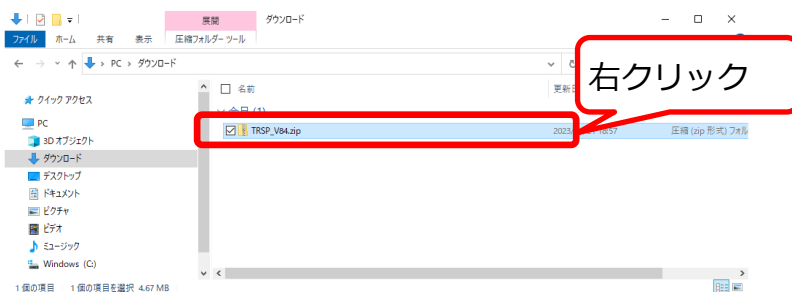 展開
ダウンロード
ファイル ホーム 共有 表示 圧縮フォルダー ツール
PC › ダウンロード
右クリック
名前
更新日
クイック アクセス
今日 (1)
PC
TRSP_V84.zip
2023/
18:57
圧縮 (zip 形式) フォル
3D オブジェクト
ダウンロード
デスクトップ
ドキュメント
ピクチャ
ビデオ
ミュージック
Windows (C:)
1 個の項目 1 個の項目を選択 4.67 MB